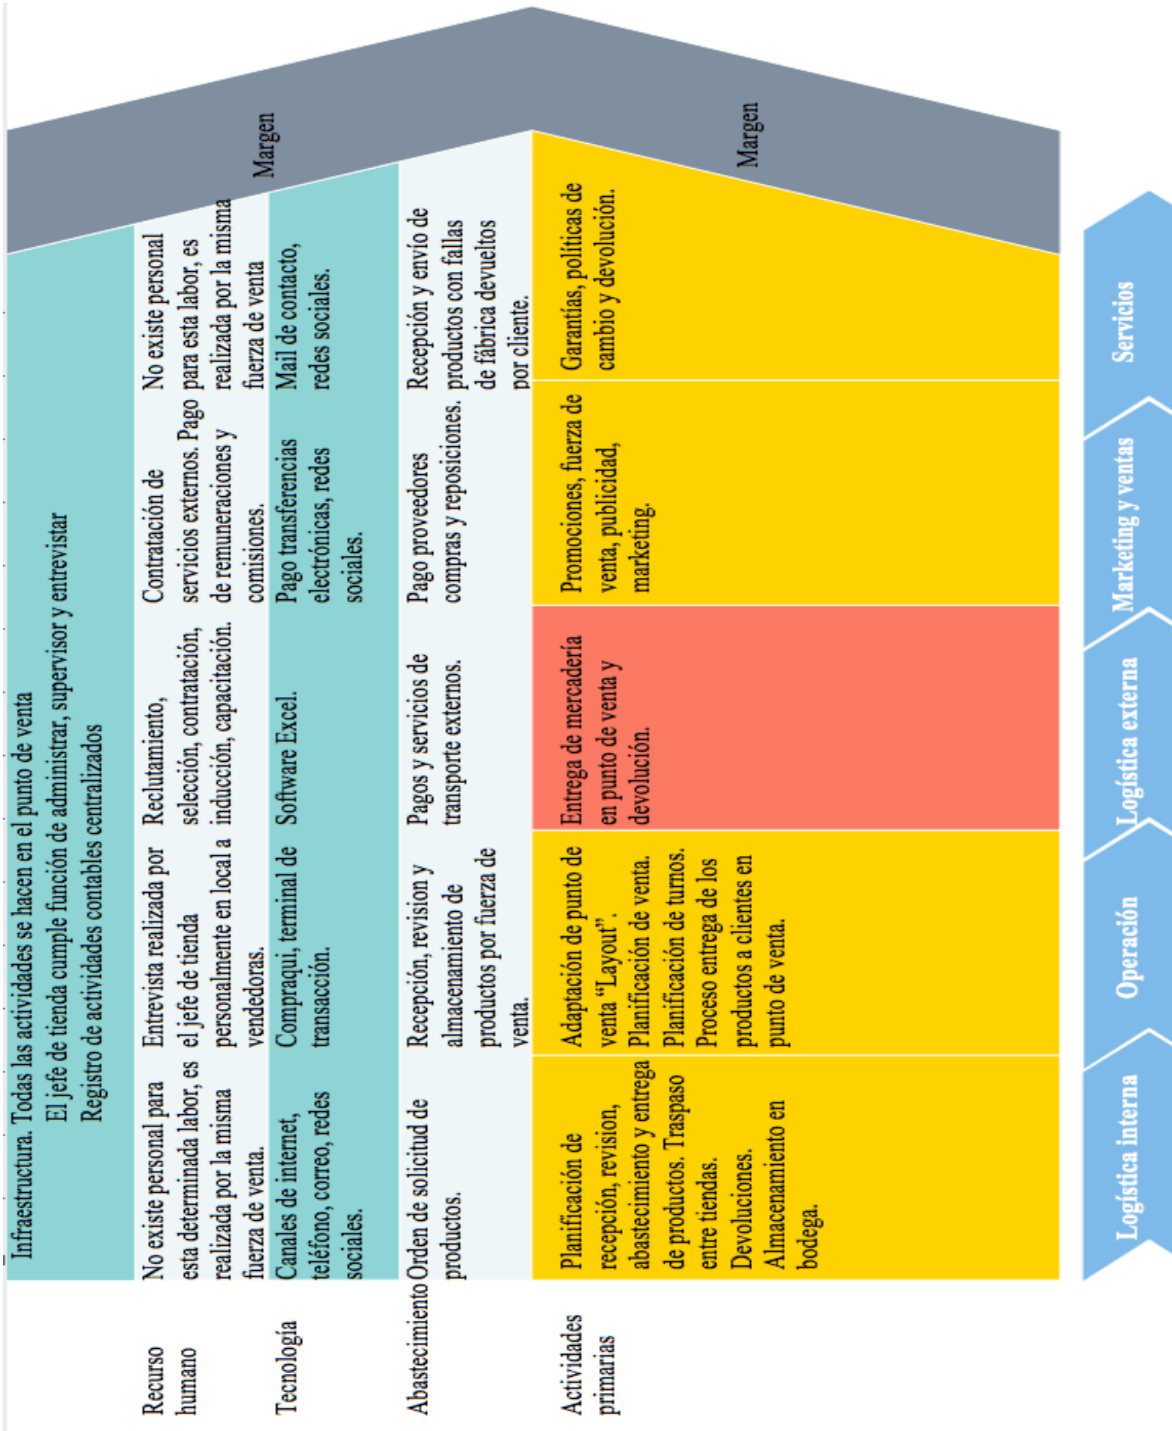 Infraestructura. Todas las actividades se hacen en el punto de venta
El jefe de tienda cumple función de administrar, supervisor y entrevistar
Registro de actividades contables centralizados
Recurso
humano
No existe personal para
esta determinada labor, es
realizada por la misma
fuerza de venta.
Entrevista realizada por
el jefe de tienda
personalmente en local a
vendedoras.
Reclutamiento,
selección, contratación,
inducción, capacitación.
Contratación de
servicios externos. Pago
de remuneraciones y
comisiones.
No existe personal
para esta labor, es
realizada por la misma
fuerza de venta
Tecnología
Canales de internet,
teléfono, correo, redes
sociales.
Compraqui, terminal de
transacción.
Software Excel.
Pago transferencias
electrónicas, redes
sociales.
Mail de contacto,
redes sociales.
Abastecimiento
Orden de solicitud de
productos.
Recepción, revision y
almacenamiento de
productos por fuerza de
venta.
Pagos y servicios de
transporte externos.
Pago provedores
compras y reposiciones.
Recepción y envío de
productos con fallas
de fábrica devueltos
por cliente.
Actividades
primarias
Planificación de
recepción, revision,
abastecimiento y entrega
de productos. Traspaso
entre tiendas.
Devoluciones.
Almacenamiento en
bodega.
Adaptación de punto de
venta “Layout”.
Planificación de venta.
Planificación de turnos.
Proceso entrega de los
productos a clientes en
punto de venta.
Entrega de mercadería
en punto de venta y
devolución.
Promociones, fuerza de
venta, publicidad,
marketing.
Garantías, políticas de
cambio y devolución.
Margen
Margen
Logística interna
Operación
Logística externa
Marketing y ventas
Servicios